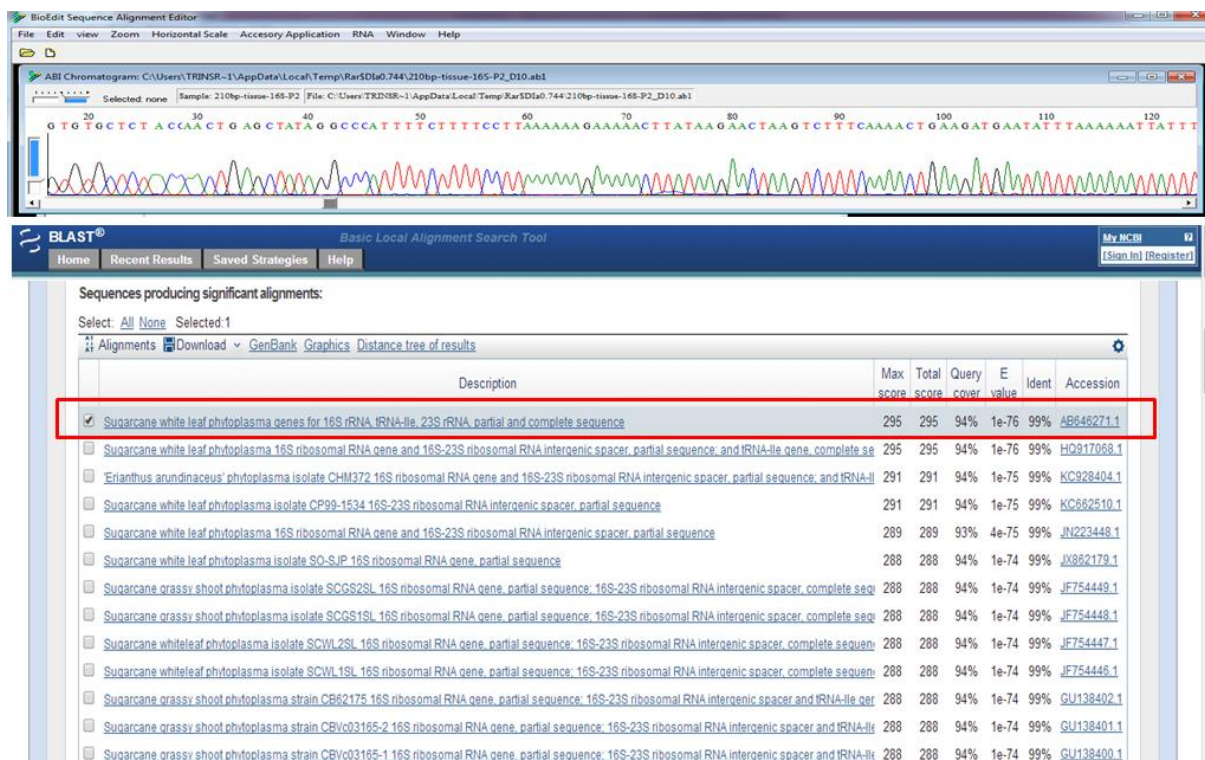 BioEdit Sequence Alignment Editor
File Edit view Zoom Horizontal Scale Accesory Application RNA Window Help
ABI Chromatogram: C:\Users\TRINSR~1\AppData\Local\Temp\Rar$DIa0.744\210bp-tissue-16S-P2_D10.ab1
Selected: none Sample: 210bp-tissue-16S-P2 File: C:\Users\TRINSR~1\AppData\Local\Temp\Rar$DIa0.744\210bp-tissue-16S-P2_D10.ab1
20 30 40 50 60 70 80 90 100 110 120
BLAST® Basic Local Alignment Search Tool My NCBI
Home Recent Results Saved Strategies Help [Sign In] [Register]
Sequences producing significant alignments:
Select: All None Selected:1
Alignments Download GenBank Graphics Distance tree of results
Description Max score Total score Query cover E value Ident Accession
Sugarcane white leaf phytoplasma genes for 16S rRNA, tRNA-Ile, 23S rRNA, partial and complete sequence 295 295 94% 1e-76 99% AB646271.1
Sugarcane white leaf phytoplasma 16S ribosomal RNA gene and 16S-23S ribosomal RNA intergenic spacer, partial sequence; and tRNA-Ile gene, complete se 295 295 94% 1e-76 99% HQ917068.1
'Erianthus arundinaceus' phytoplasma isolate CHM372 16S ribosomal RNA gene and 16S-23S ribosomal RNA intergenic spacer, partial sequence; and tRNA-Il 291 291 94% 1e-75 99% KC928404.1
Sugarcane white leaf phytoplasma isolate CP99-1534 16S-23S ribosomal RNA intergenic spacer, partial sequence 291 291 94% 1e-75 99% KC662510.1
Sugarcane white leaf phytoplasma 16S ribosomal RNA gene and 16S-23S ribosomal RNA intergenic spacer, partial sequence 289 289 93% 4e-75 99% JN223448.1
Sugarcane white leaf phytoplasma isolate SO-SJP 16S ribosomal RNA gene, partial sequence 288 288 94% 1e-74 99% JX862179.1
Sugarcane grassy shoot phytoplasma isolate SCGS2SL 16S ribosomal RNA gene, partial sequence; 16S-23S ribosomal RNA intergenic spacer, complete sequ 288 288 94% 1e-74 99% JF754449.1
Sugarcane grassy shoot phytoplasma isolate SCGS1SL 16S ribosomal RNA gene, partial sequence; 16S-23S ribosomal RNA intergenic spacer, complete sequ 288 288 94% 1e-74 99% JF754448.1
Sugarcane whiteleaf phytoplasma isolate SCWL2SL 16S ribosomal RNA gene, partial sequence; 16S-23S ribosomal RNA intergenic spacer, complete sequen 288 288 94% 1e-74 99% JF754447.1
Sugarcane whiteleaf phytoplasma isolate SCWL1SL 16S ribosomal RNA gene, partial sequence; 16S-23S ribosomal RNA intergenic spacer, complete sequen 288 288 94% 1e-74 99% JF754446.1
Sugarcane grassy shoot phytoplasma strain CB62175 16S ribosomal RNA gene, partial sequence; 16S-23S ribosomal RNA intergenic spacer and tRNA-Ile ger 288 288 94% 1e-74 99% GU138402.1
Sugarcane grassy shoot phytoplasma strain CBVc03165-2 16S ribosomal RNA gene, partial sequence; 16S-23S ribosomal RNA intergenic spacer and tRNA-Ile 288 288 94% 1e-74 99% GU138401.1
Sugarcane grassy shoot phytoplasma strain CBVc03165-1 16S ribosomal RNA gene, partial sequence; 16S-23S ribosomal RNA intergenic spacer and tRNA-Ile 288 288 94% 1e-74 99% GU138400.1